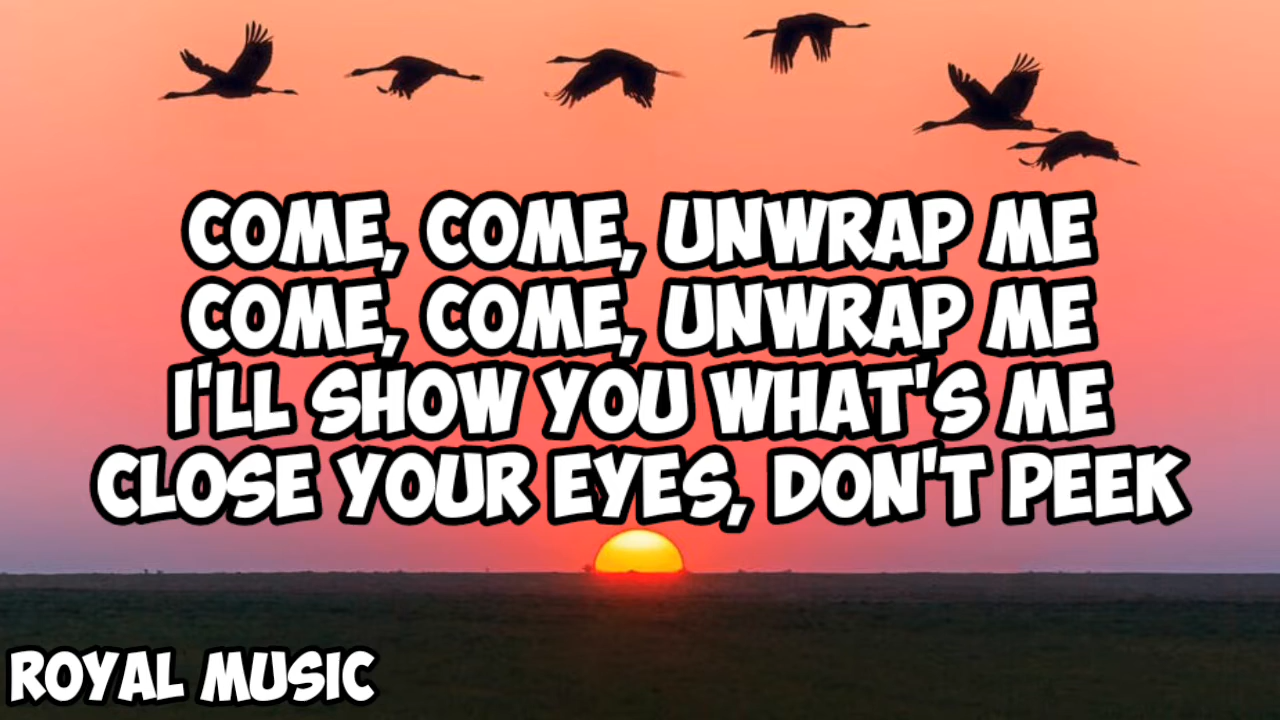 COME, COME, UNWRAP ME
COME, COME, UNWRAP ME
I'LL SHOW YOU WHAT'S ME
CLOSE YOUR EYES, DON'T PEEK
ROYAL MUSIC